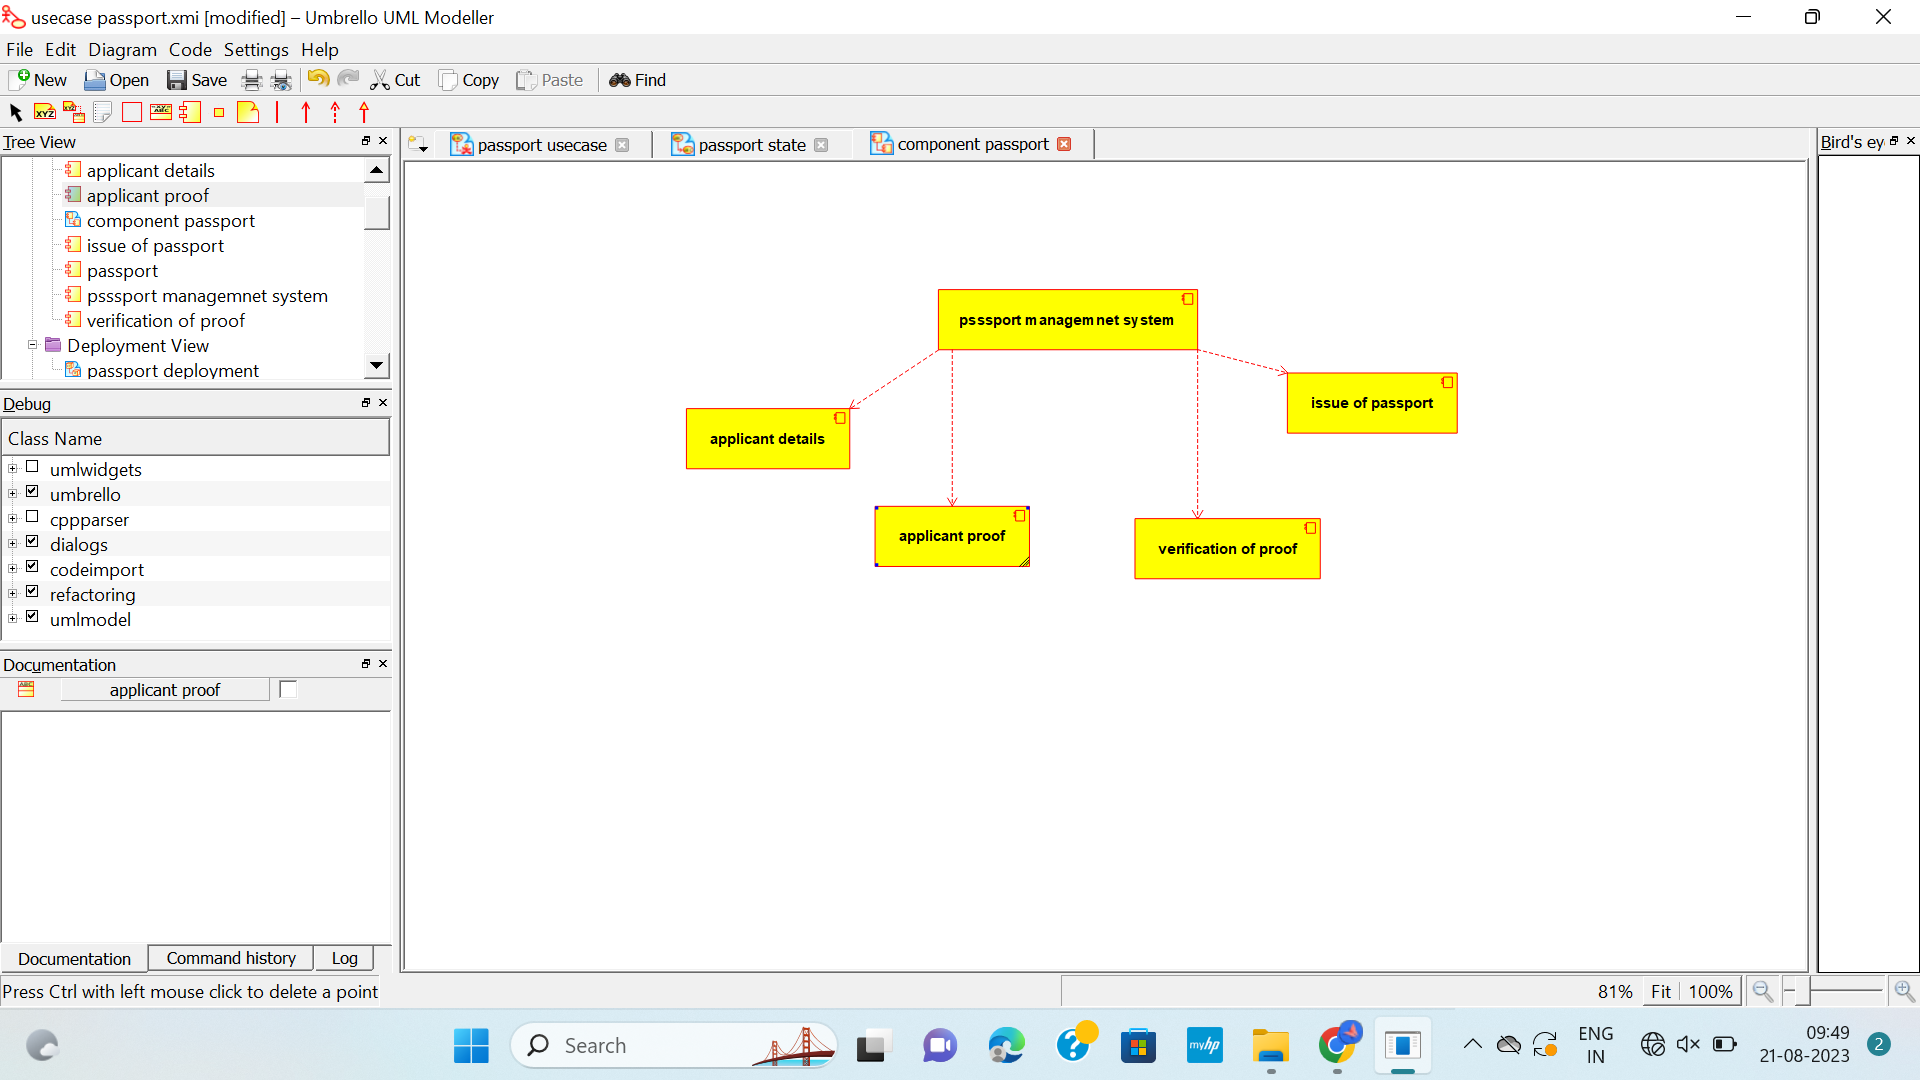 usecase passport.xmi [modified] – Umbrello UML Modeller
File Edit Diagram Code Settings Help
New Open Save Cut Copy Paste Find
XYZ
Tree View
passport usecase
passport state
component passport
Bird's ey
applicant details
applicant proof
component passport
issue of passport
passport
psssport managemnet system
verification of proof
Deployment View
passport deployment
psssport managemnet system
issue of passport
applicant details
applicant proof
verification of proof
Debug
Class Name
umlwidgets
umbrello
cppparser
dialogs
codeimport
refactoring
umlmodel
Documentation
applicant proof
Documentation Command history Log
Press Ctrl with left mouse click to delete a point
81% Fit 100%
Search
myhp
ENG
IN
09:49
21-08-2023
2